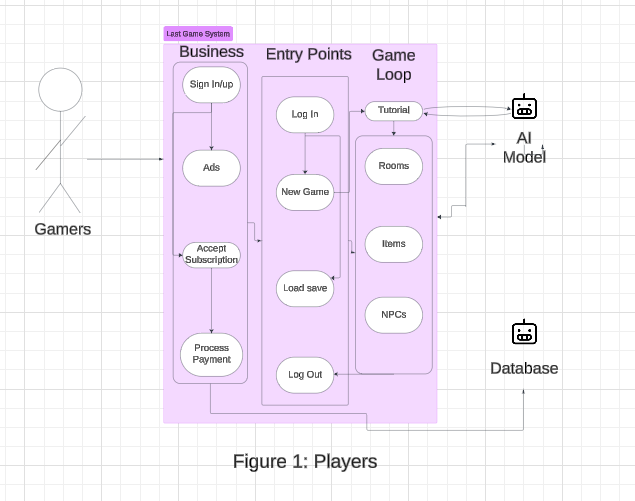 Last Game System
Business
Entry Points
Game
Loop
Sign In/up
Ads
Accept
Subscription
Process
Payment
Log In
New Game
Load save
Log Out
Tutorial
Rooms
Items
NPCs
Gamers
AI
Model
Database
Figure 1: Players